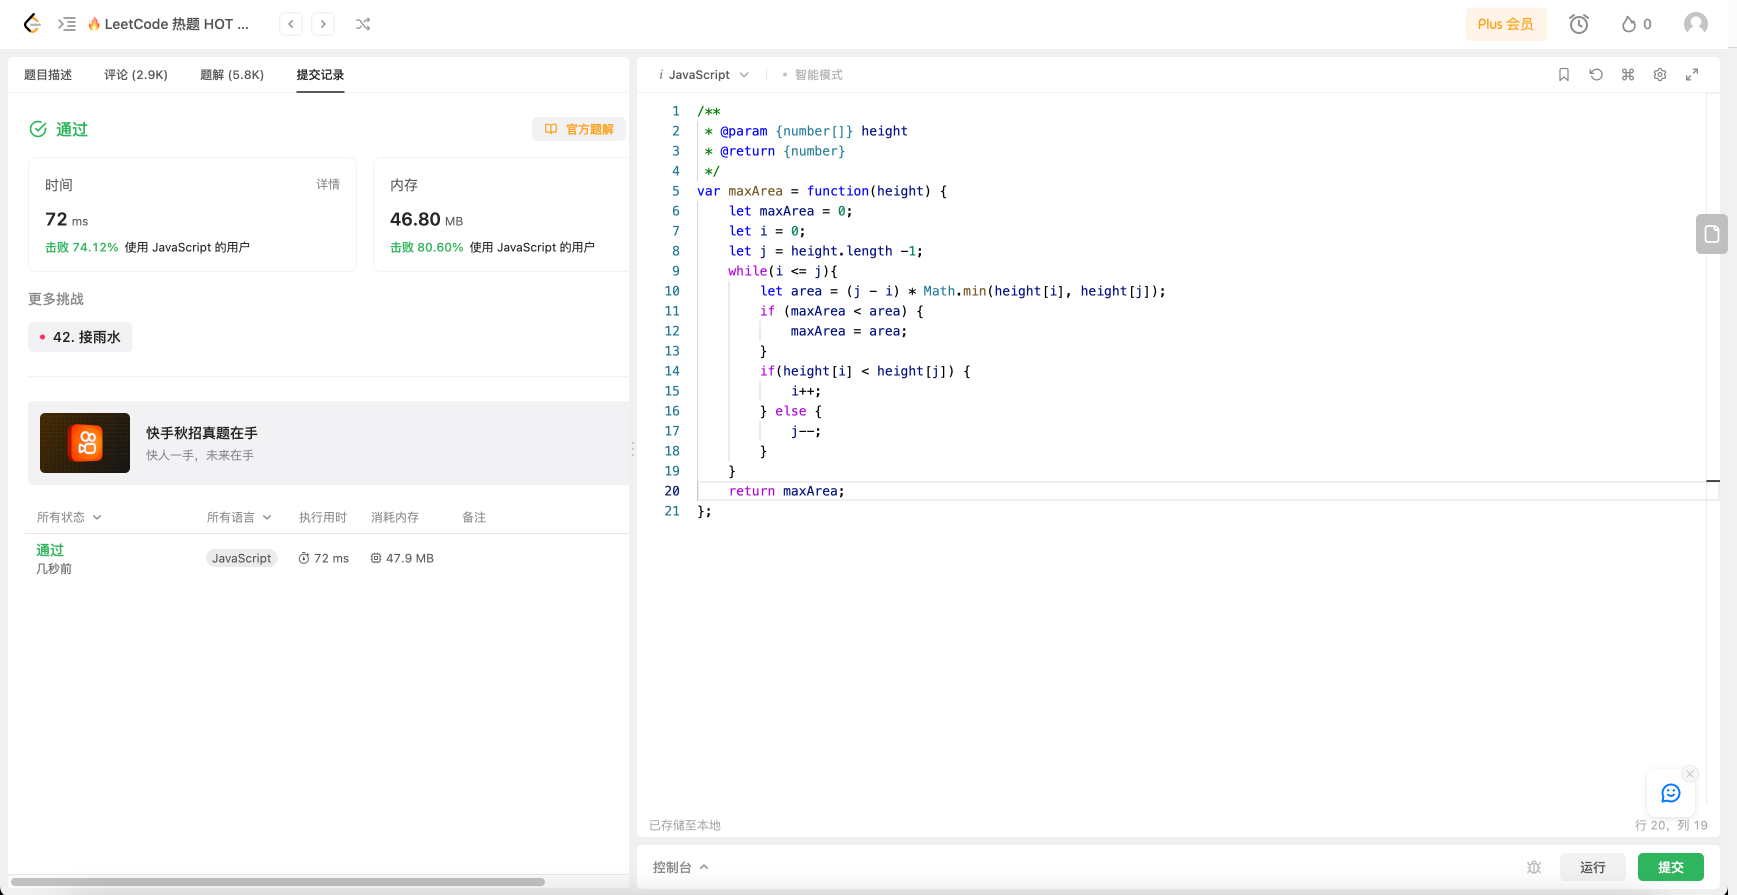 LeetCode 热题 HOT ...
Plus 会员
0
题目描述
评论 (2.9K)
题解 (5.8K)
提交记录
通过
官方题解
时间
详情
72 ms
击败 74.12% 使用 JavaScript 的用户
内存
46.80 MB
击败 80.60% 使用 JavaScript 的用户
更多挑战
42. 接雨水
快手秋招真题在手
快人一手，未来在手
所有状态
所有语言
执行用时
消耗内存
备注
通过
几秒前
JavaScript
72 ms
47.9 MB
i JavaScript
智能模式
1 /**
2 * @param {number[]} height
3 * @return {number}
4 */
5 var maxArea = function(height) {
6 let maxArea = 0;
7 let i = 0;
8 let j = height.length -1;
9 while(i <= j){
10 let area = (j - i) * Math.min(height[i], height[j]);
11 if (maxArea < area) {
12 maxArea = area;
13 }
14 if(height[i] < height[j]) {
15 i++;
16 } else {
17 j--;
18 }
19 }
20 return maxArea;
21 };
已存储至本地
行 20，列 19
控制台
运行
提交